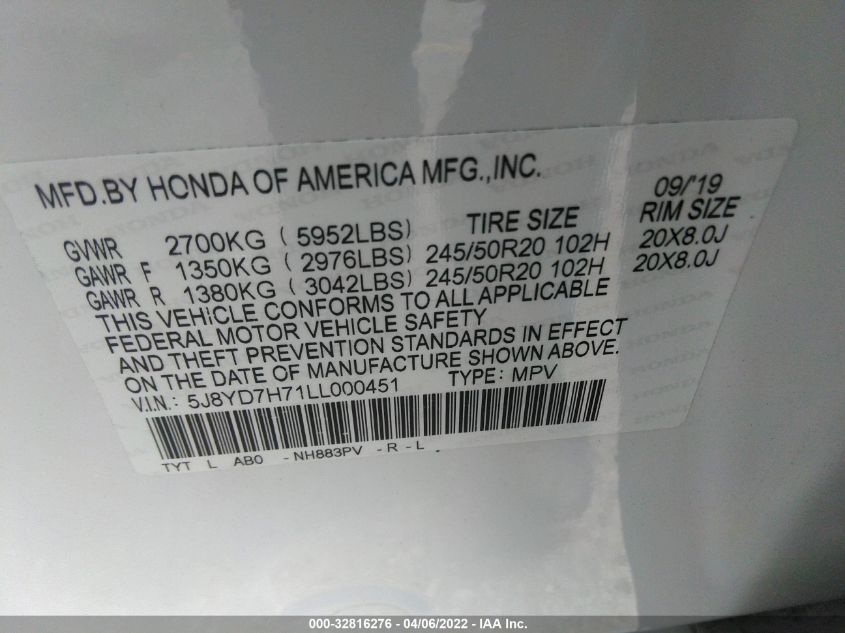 MFD.BY HONDA OF AMERICA MFG.,INC. 09/'19
TIRE SIZE RIM SIZE
GVWR 2700KG ( 5952LBS)
GAWR F 1350KG ( 2976LBS) 245/50R20 102H 20X8.0J
GAWR R 1380KG ( 3042LBS) 245/50R20 102H 20X8.0J
THIS VEHICLE CONFORMS TO ALL APPLICABLE
FEDERAL MOTOR VEHICLE SAFETY
AND THEFT PREVENTION STANDARDS IN EFFECT
ON THE DATE OF MANUFACTURE SHOWN ABOVE.
V.I.N.: 5J8YD7H71LL000451 TYPE: MPV
TYT L AB0 -NH883PV -R-L
000-32816276 - 04/06/2022 - IAA Inc.